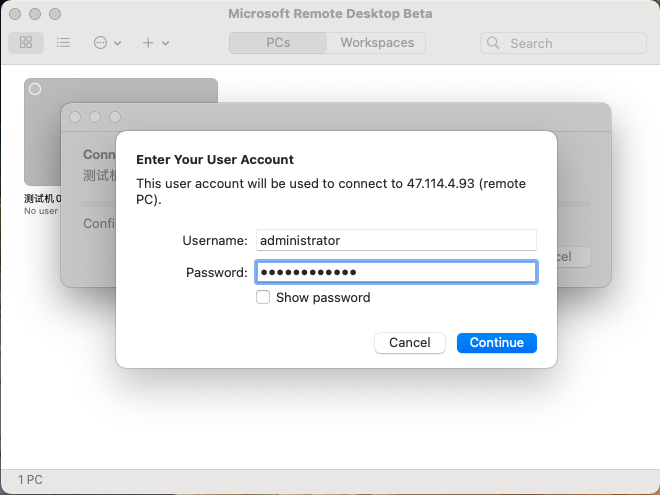 Microsoft Remote Desktop Beta
PCs
Workspaces
Search
Conn
测试机
测试机 0
No user
Confi
cel
Enter Your User Account
This user account will be used to connect to 47.114.4.93 (remote
PC).
Username: administrator
Password: ●●●●●●●●●●●●
Show password
Cancel
Continue
1 PC